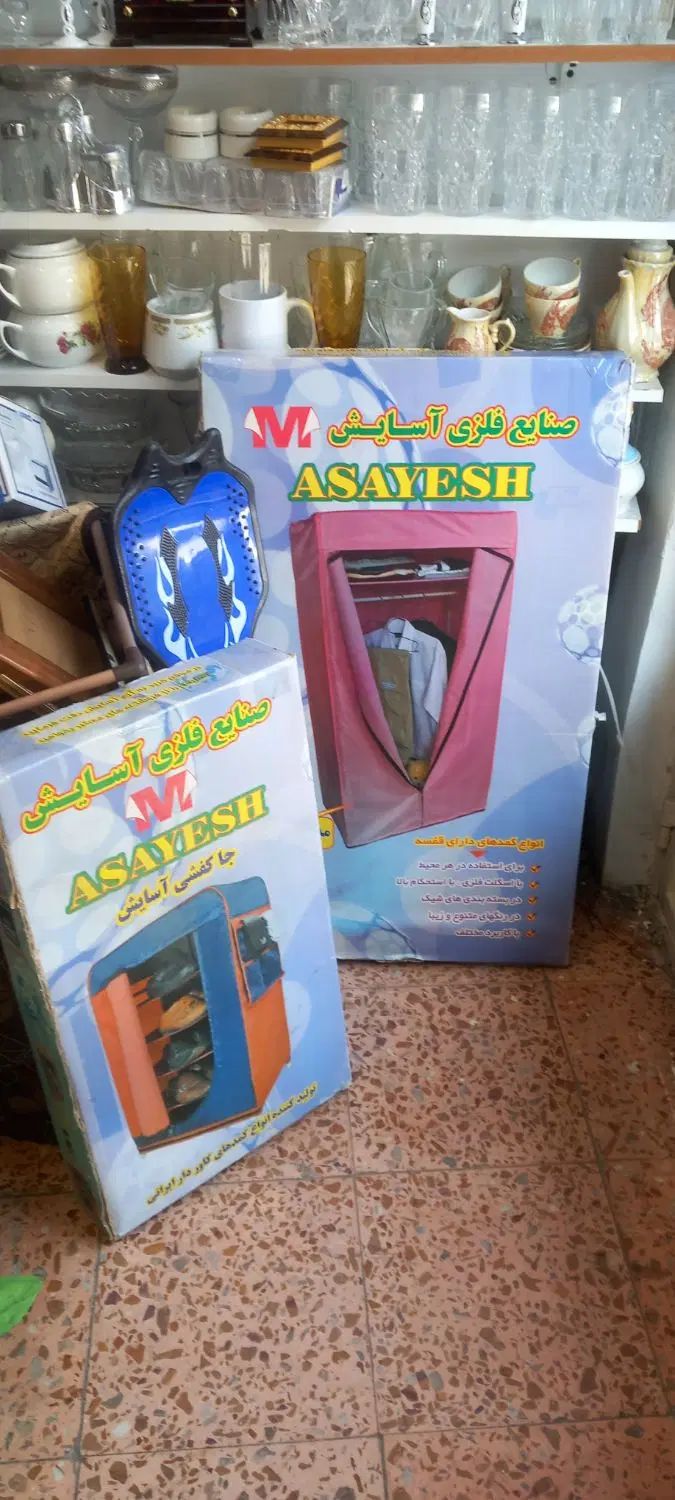 صنایع فلزی آسایش
M
ASAYESH
انواع کمدهای دارای قفسه
برای استفاده در هر محیط
با اسکلت فلزی - با استحکام بالا
در بسته بندی های شیک
در رنگهای متنوع و زیبا
با کاربرد مختلف
صنایع فلزی آسایش
M
ASAYESH
جا کفشی آسایش
تولید کننده انواع کمدهای کاور دار ایرانی